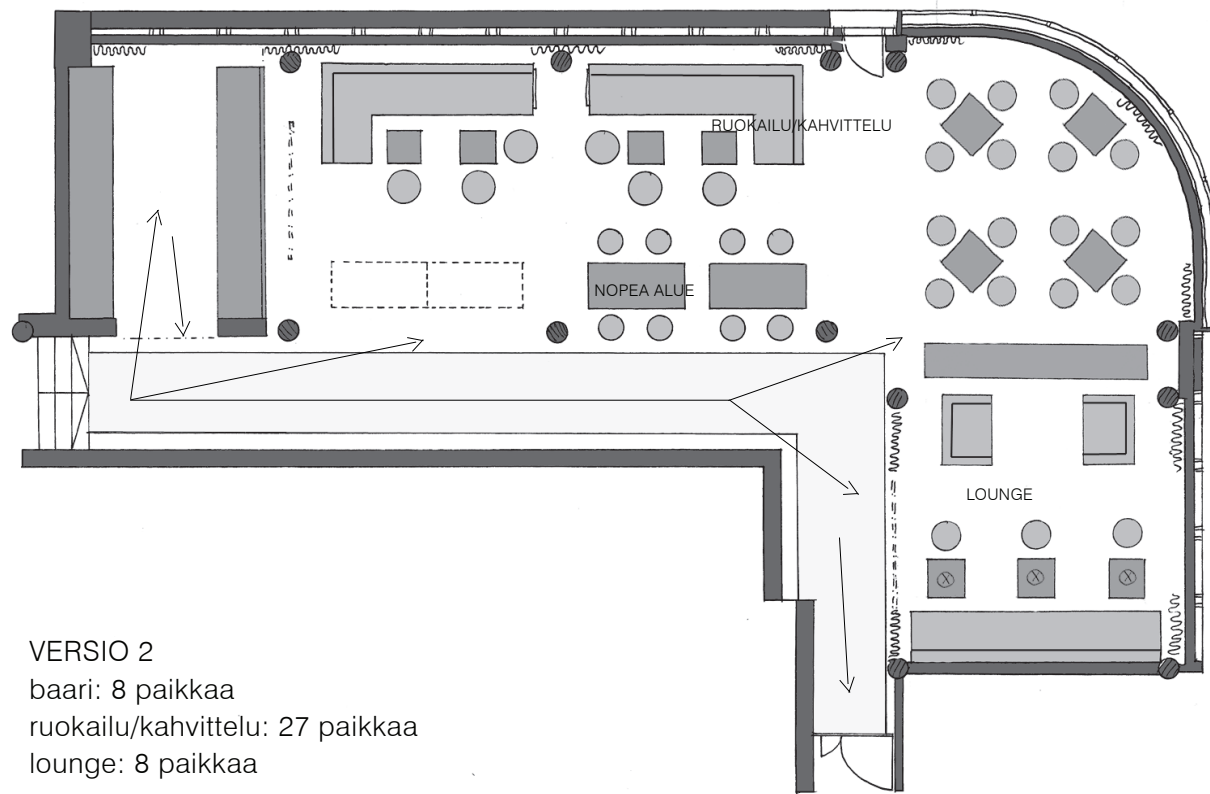 RUOKAILU/KAHVITTELU
NOPEA ALUE
LOUNGE
VERSIO 2
baari: 8 paikkaa
ruokailu/kahvittelu: 27 paikkaa
lounge: 8 paikkaa